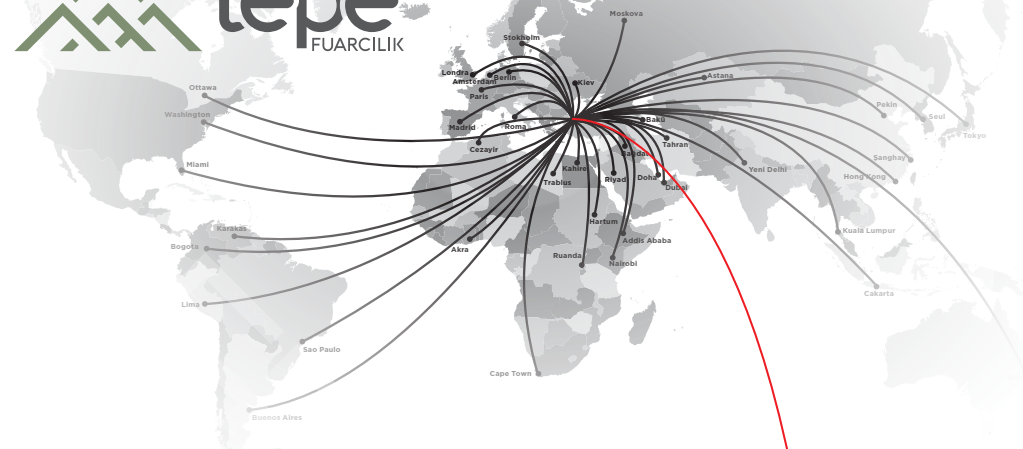 tepe
FUARCILIK
Moskova
Stokholm
Londra
Amsterdam
Berlin
Kiev
Astana
Ottawa
Paris
Pekin
Washington
Madrid
Roma
Bakü
Seul
Tokyo
Cezayir
Tahran
Bağdat
Şanghay
Miami
Kahire
Yeni Delhi
Trablus
Riyad
Doha
Dubai
Hong Kong
Hartum
Karakas
Kuala Lumpur
Bogota
Akra
Addis Ababa
Ruanda
Nairobi
Cakarta
Lima
Sao Paulo
Cape Town
Buenos Aires